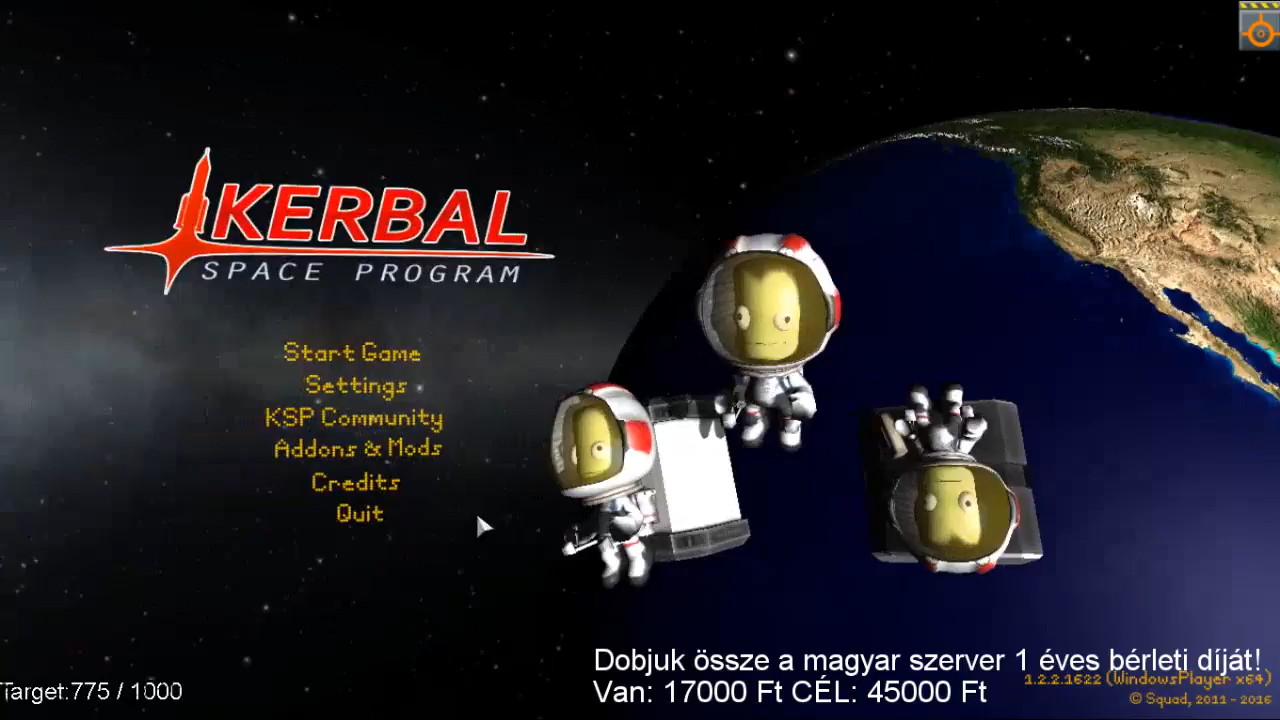 KERBAL
SPACE PROGRAM
Start Game
Settings
KSP Community
Addons & Mods
Credits
Quit
Dobjuk össze a magyar szerver 1 éves bérleti díját!
Van: 17000 Ft CÉL: 45000 Ft
1.2.2.1622 (WindowsPlayer x64)
© Squad, 2011 - 2016
Target:775 / 1000